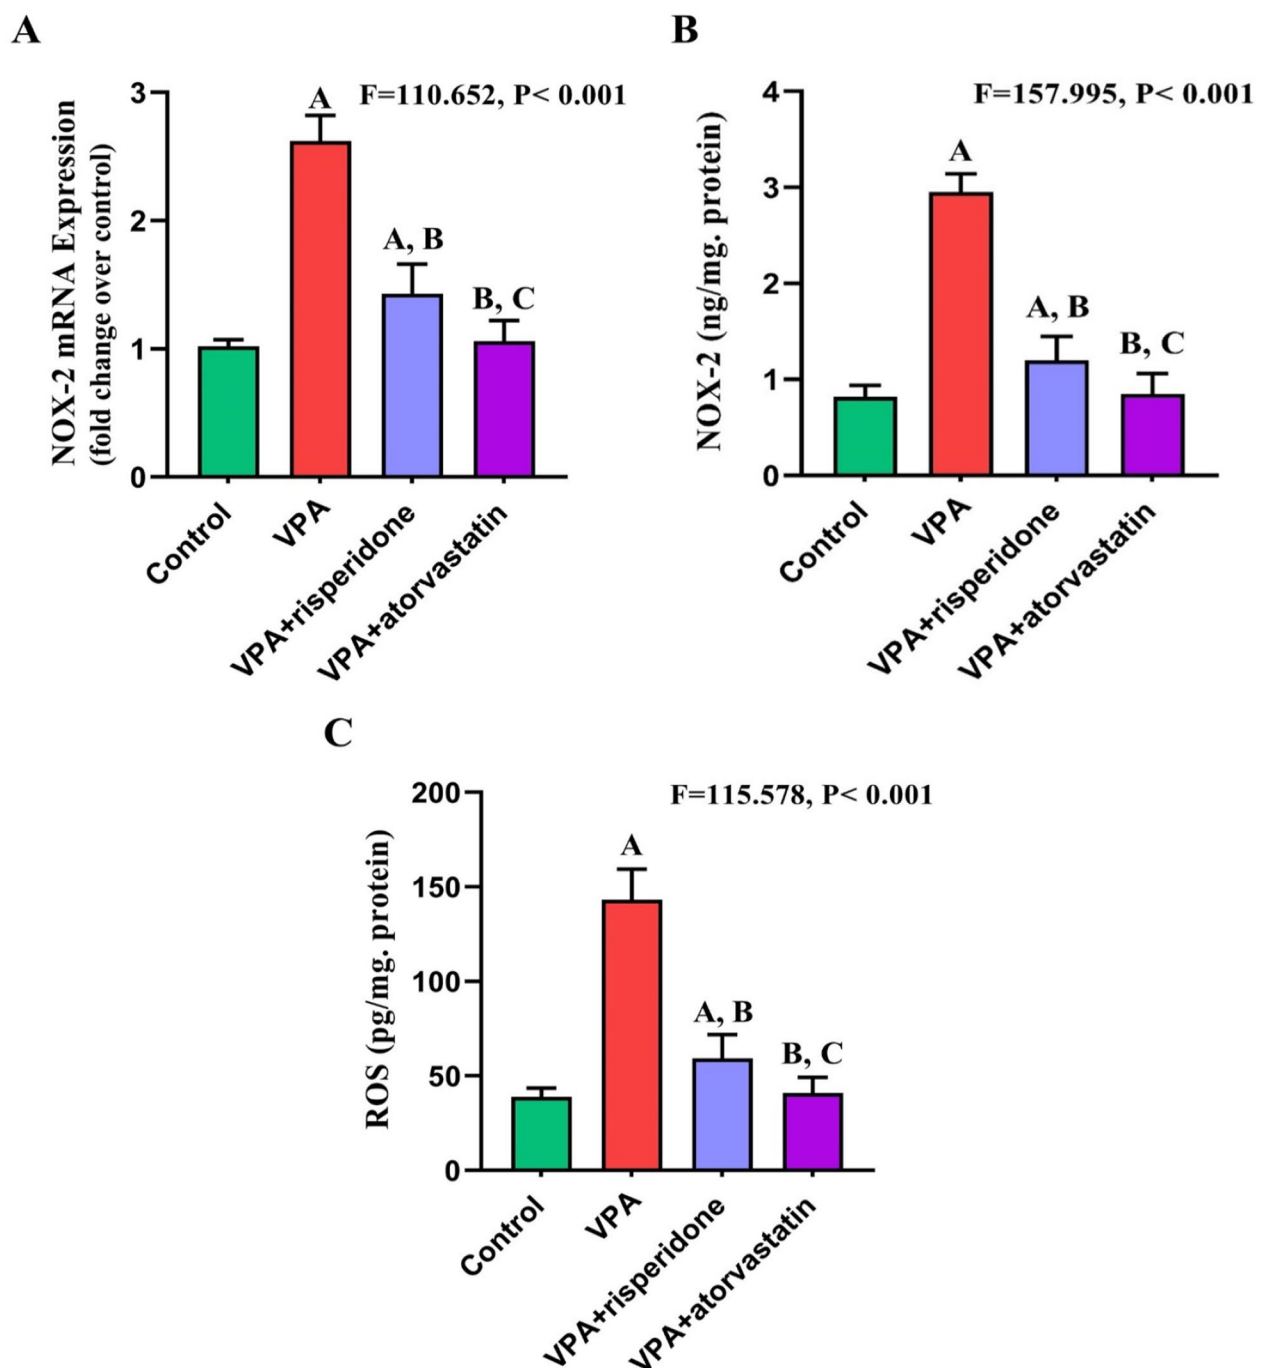 A
F=110.652, P< 0.001
NOX-2 mRNA Expression
(fold change over control)
3
2
1
0
A
A, B
B, C
Control
VPA
VPA+risperidone
VPA+atorvastatin
B
F=157.995, P< 0.001
NOX-2 (ng/mg. protein)
4
3
2
1
0
A
A, B
B, C
Control
VPA
VPA+risperidone
VPA+atorvastatin
C
F=115.578, P< 0.001
ROS (pg/mg. protein)
200
150
100
50
0
A
A, B
B, C
Control
VPA
VPA+risperidone
VPA+atorvastatin